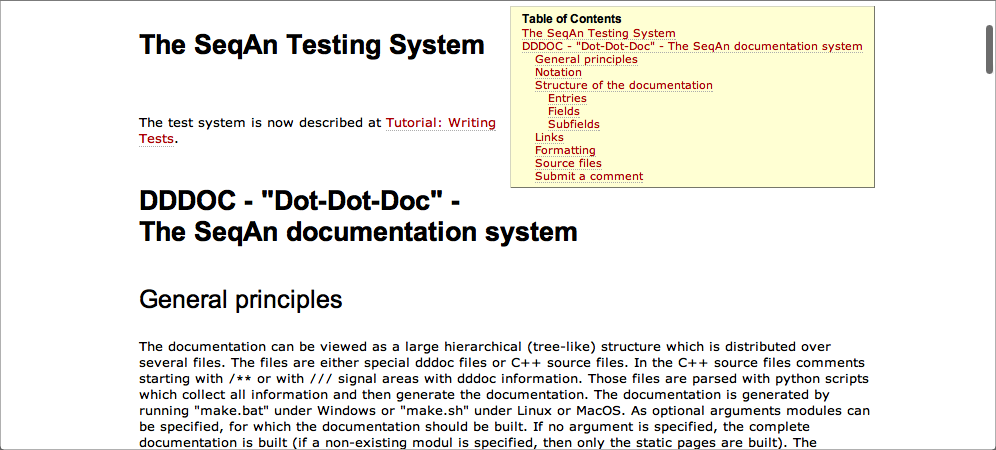 The SeqAn Testing System
The test system is now described at Tutorial: Writing
Tests.
Table of Contents
The SeqAn Testing System
DDDOC - "Dot-Dot-Doc" - The SeqAn documentation system
General principles
Notation
Structure of the documentation
Entries
Fields
Subfields
Links
Formatting
Source files
Submit a comment
DDDOC - "Dot-Dot-Doc" -
The SeqAn documentation system
General principles
The documentation can be viewed as a large hierarchical (tree-like) structure which is distributed over
several files. The files are either special dddoc files or C++ source files. In the C++ source files comments
starting with /** or with /// signal areas with dddoc information. Those files are parsed with python scripts
which collect all information and then generate the documentation. The documentation is generated by
running "make.bat" under Windows or "make.sh" under Linux or MacOS. As optional arguments modules can
be specified, for which the documentation should be built. If no argument is specified, the complete
documentation is built (if a non-existing modul is specified, then only the static pages are built). The